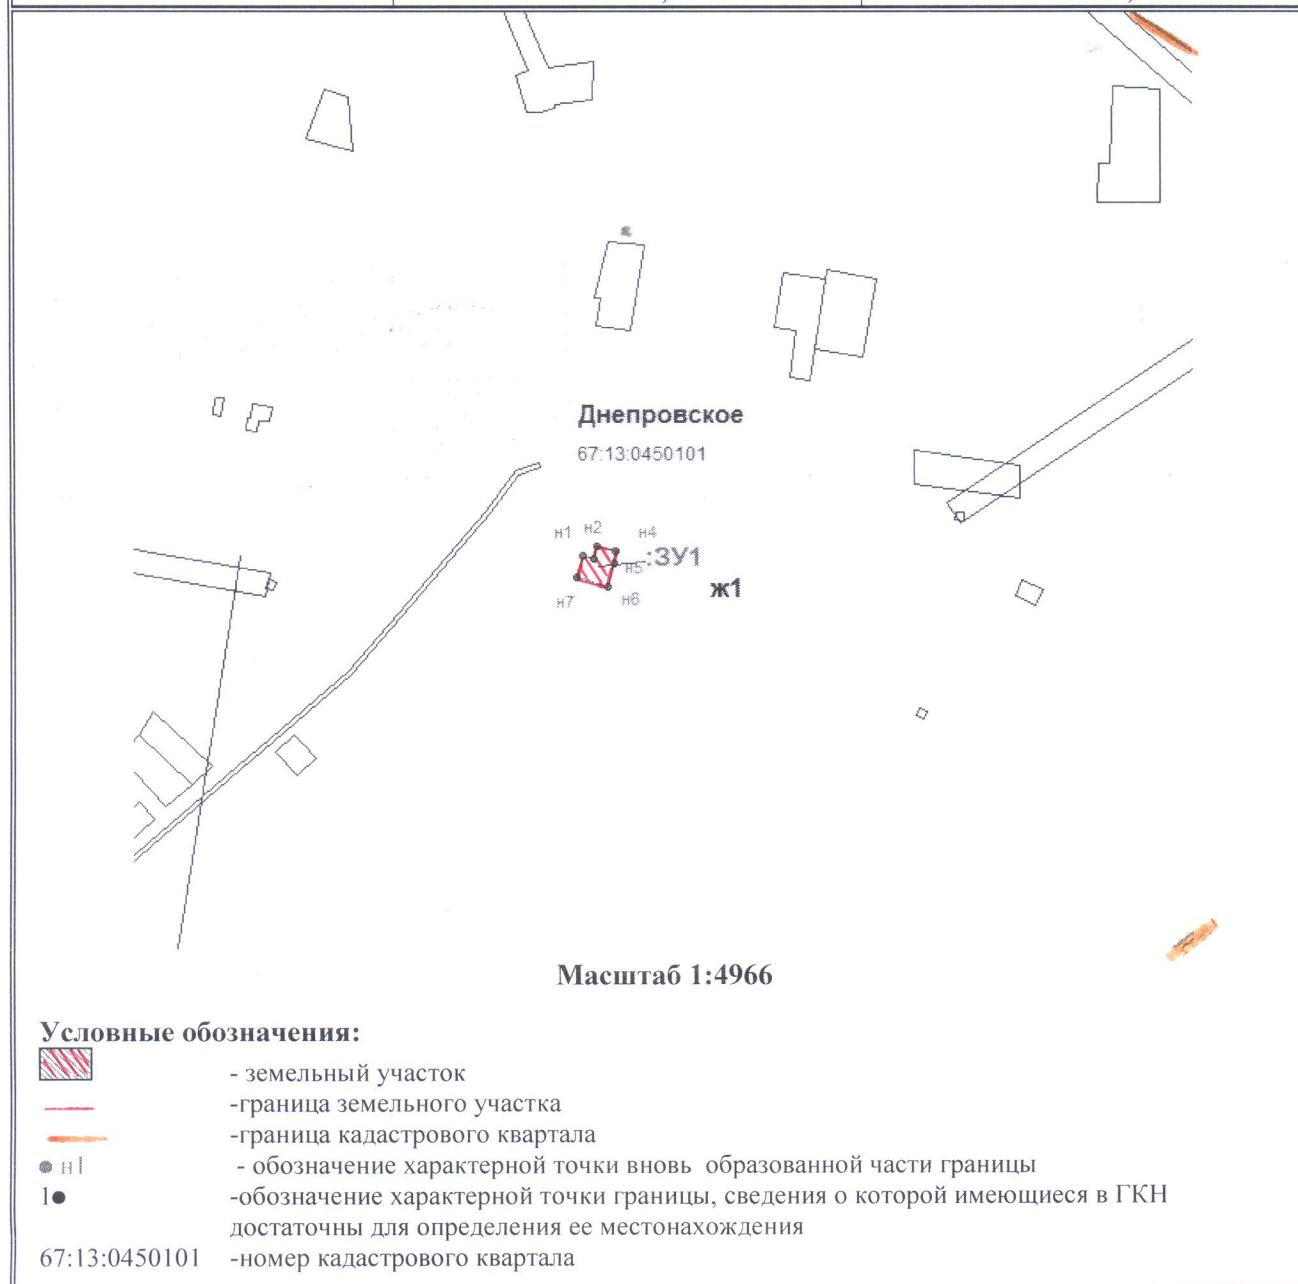 Днепровское
67:13:0450101
н1 н2 н4
:ЗУ1
н5
ж1
н7 н6
Масштаб 1:4966
Условные обозначения:
- земельный участок
-граница земельного участка
-граница кадастрового квартала
н1 - обозначение характерной точки вновь образованной части границы
1● -обозначение характерной точки границы, сведения о которой имеющиеся в ГКН
достаточны для определения ее местонахождения
67:13:0450101 -номер кадастрового квартала